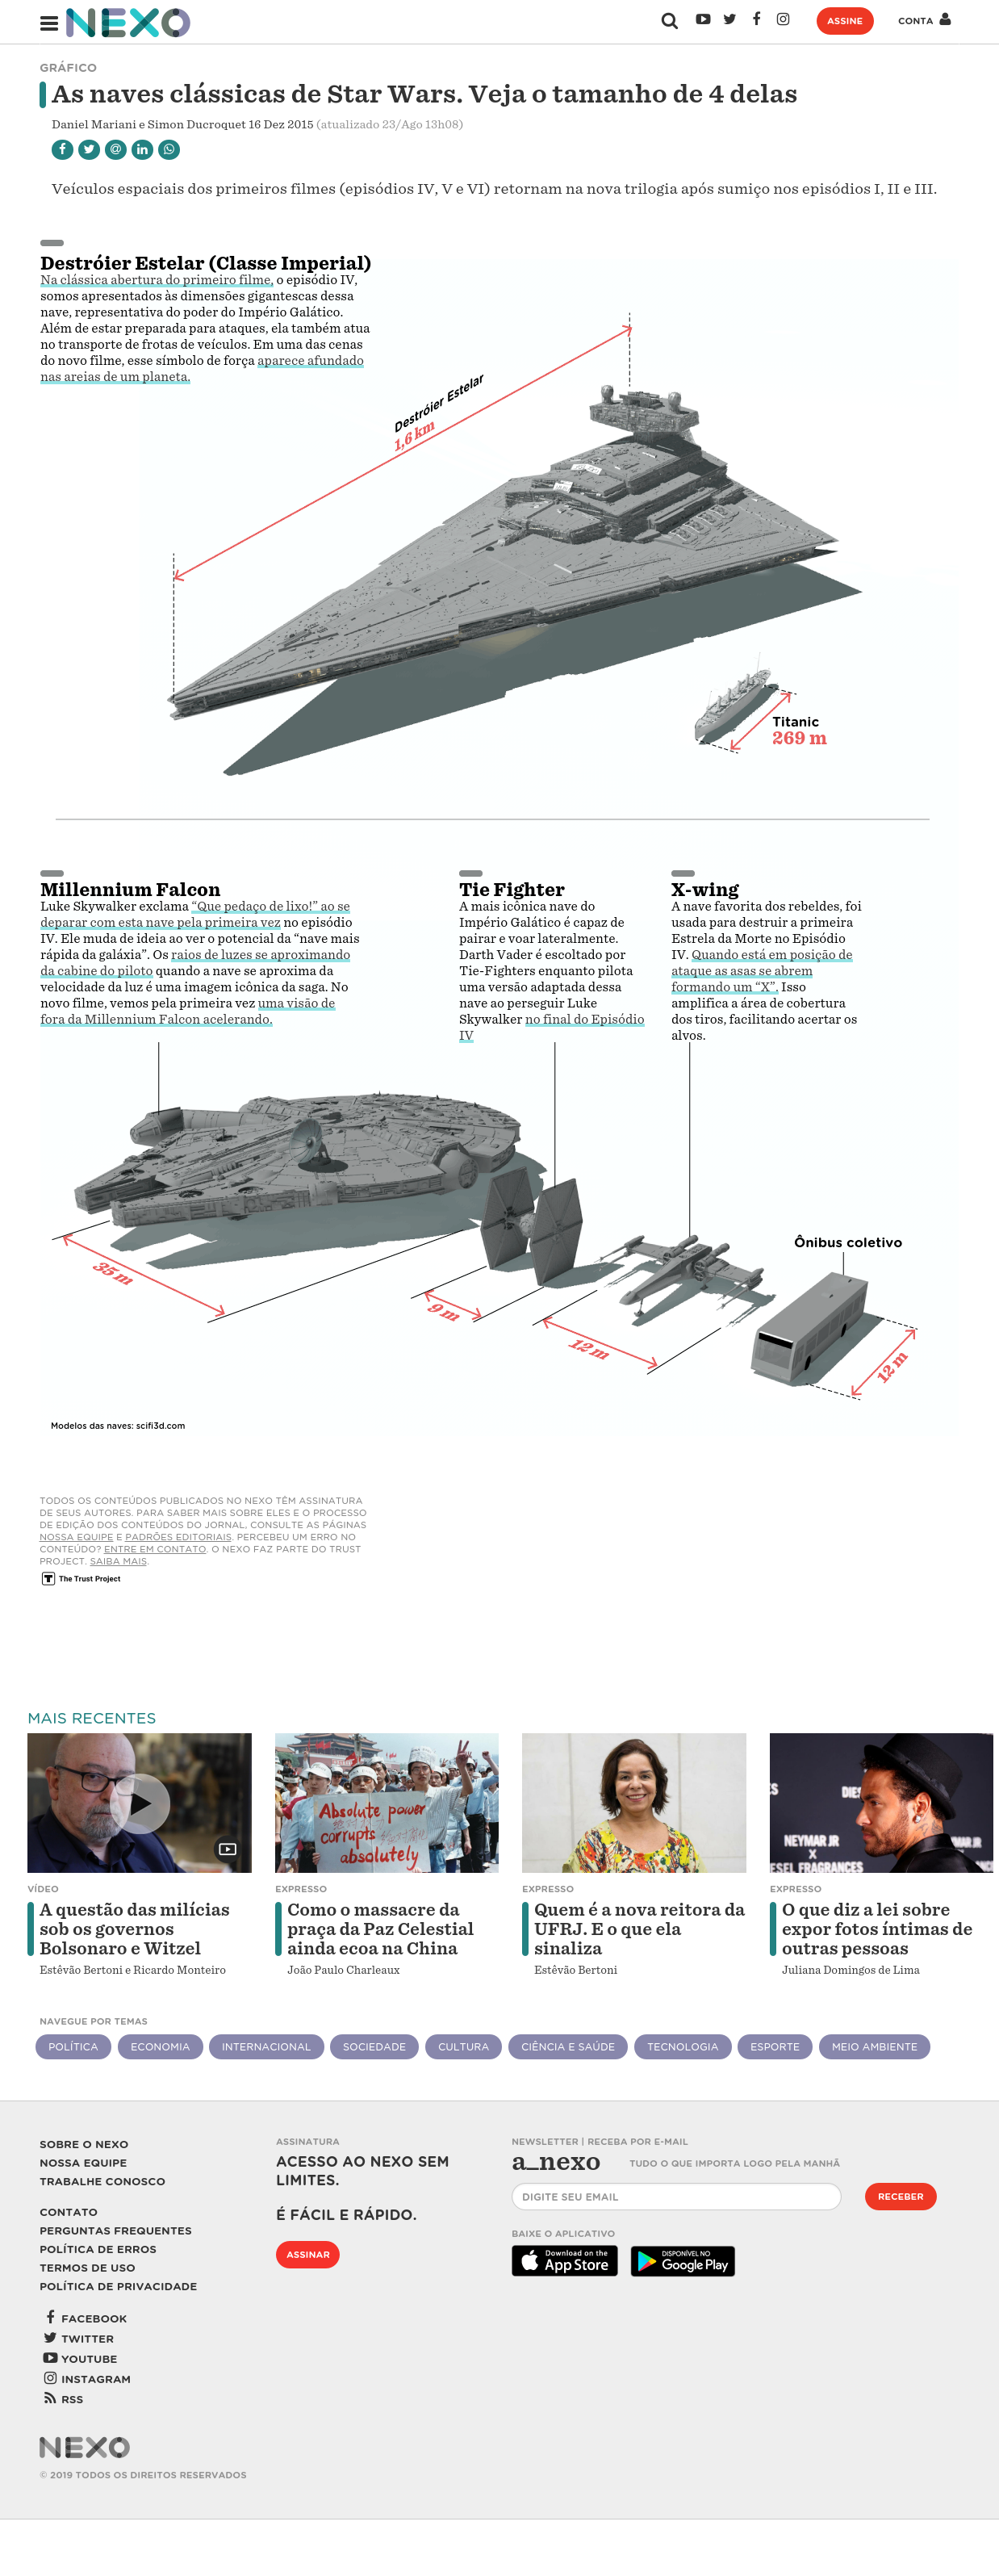 NEXO
ASSINE
CONTA
GRÁFICO
As naves clássicas de Star Wars. Veja o tamanho de 4 delas
Daniel Mariani e Simon Ducroquet 16 Dez 2015 (atualizado 23/Ago 13h08)
Veículos espaciais dos primeiros filmes (episódios IV, V e VI) retornam na nova trilogia após sumiço nos episódios I, II e III.
Destróier Estelar (Classe Imperial)
Na clássica abertura do primeiro filme, o episódio IV,
somos apresentados às dimensões gigantescas dessa
nave, representativa do poder do Império Galático.
Além de estar preparada para ataques, ela também atua
no transporte de frotas de veículos. Em uma das cenas
do novo filme, esse símbolo de força aparece afundado
nas areias de um planeta.
Destróier Estelar
1,6 km
Titanic
269 m
Millennium Falcon
Luke Skywalker exclama “Que pedaço de lixo!” ao se
deparar com esta nave pela primeira vez no episódio
IV. Ele muda de ideia ao ver o potencial da “nave mais
rápida da galáxia”. Os raios de luzes se aproximando
da cabine do piloto quando a nave se aproxima da
velocidade da luz é uma imagem icônica da saga. No
novo filme, vemos pela primeira vez uma visão de
fora da Millennium Falcon acelerando.
Tie Fighter
A mais icônica nave do
Império Galático é capaz de
pairar e voar lateralmente.
Darth Vader é escoltado por
Tie-Fighters enquanto pilota
uma versão adaptada dessa
nave ao perseguir Luke
Skywalker no final do Episódio
IV
X-wing
A nave favorita dos rebeldes, foi
usada para destruir a primeira
Estrela da Morte no Episódio
IV. Quando está em posição de
ataque as asas se abrem
formando um “X”. Isso
amplifica a área de cobertura
dos tiros, facilitando acertar os
alvos.
Ônibus coletivo
35 m
9 m
12 m
12 m
Modelos das naves: scifi3d.com
TODOS OS CONTEÚDOS PUBLICADOS NO NEXO TÊM ASSINATURA
DE SEUS AUTORES. PARA SABER MAIS SOBRE ELES E O PROCESSO
DE EDIÇÃO DOS CONTEÚDOS DO JORNAL, CONSULTE AS PÁGINAS
NOSSA EQUIPE E PADRÕES EDITORIAIS. PERCEBEU UM ERRO NO
CONTEÚDO? ENTRE EM CONTATO. O NEXO FAZ PARTE DO TRUST
PROJECT. SAIBA MAIS.
T The Trust Project
MAIS RECENTES
Absolute power
corrupts
absolutely
NEYMAR JR
X
DIESEL FRAGRANCES
VÍDEO
A questão das milícias
sob os governos
Bolsonaro e Witzel
Estêvão Bertoni e Ricardo Monteiro
EXPRESSO
Como o massacre da
praça da Paz Celestial
ainda ecoa na China
João Paulo Charleaux
EXPRESSO
Quem é a nova reitora da
UFRJ. E o que ela
sinaliza
Estêvão Bertoni
EXPRESSO
O que diz a lei sobre
expor fotos íntimas de
outras pessoas
Juliana Domingos de Lima
NAVEGUE POR TEMAS
POLÍTICA
ECONOMIA
INTERNACIONAL
SOCIEDADE
CULTURA
CIÊNCIA E SAÚDE
TECNOLOGIA
ESPORTE
MEIO AMBIENTE
SOBRE O NEXO
NOSSA EQUIPE
TRABALHE CONOSCO
CONTATO
PERGUNTAS FREQUENTES
POLÍTICA DE ERROS
TERMOS DE USO
POLÍTICA DE PRIVACIDADE
FACEBOOK
TWITTER
YOUTUBE
INSTAGRAM
RSS
ASSINATURA
ACESSO AO NEXO SEM
LIMITES.
É FÁCIL E RÁPIDO.
ASSINAR
NEWSLETTER | RECEBA POR E-MAIL
a_nexo
TUDO O QUE IMPORTA LOGO PELA MANHÃ
DIGITE SEU EMAIL
RECEBER
BAIXE O APLICATIVO
Download on the
App Store
DISPONÍVEL NO
Google Play
NEXO
© 2019 TODOS OS DIREITOS RESERVADOS